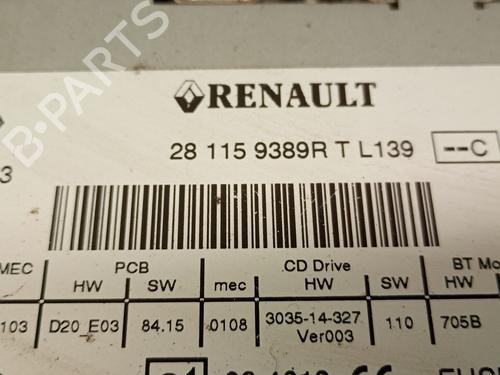 RENAULT
28 115 9389R T L139 --C
3
MEC PCB CD Drive BT Mo
HW SW mec HW SW HW
103 D20_E03 84.15 0108 3035-14-327 110 705B
Ver003
B-PARTS